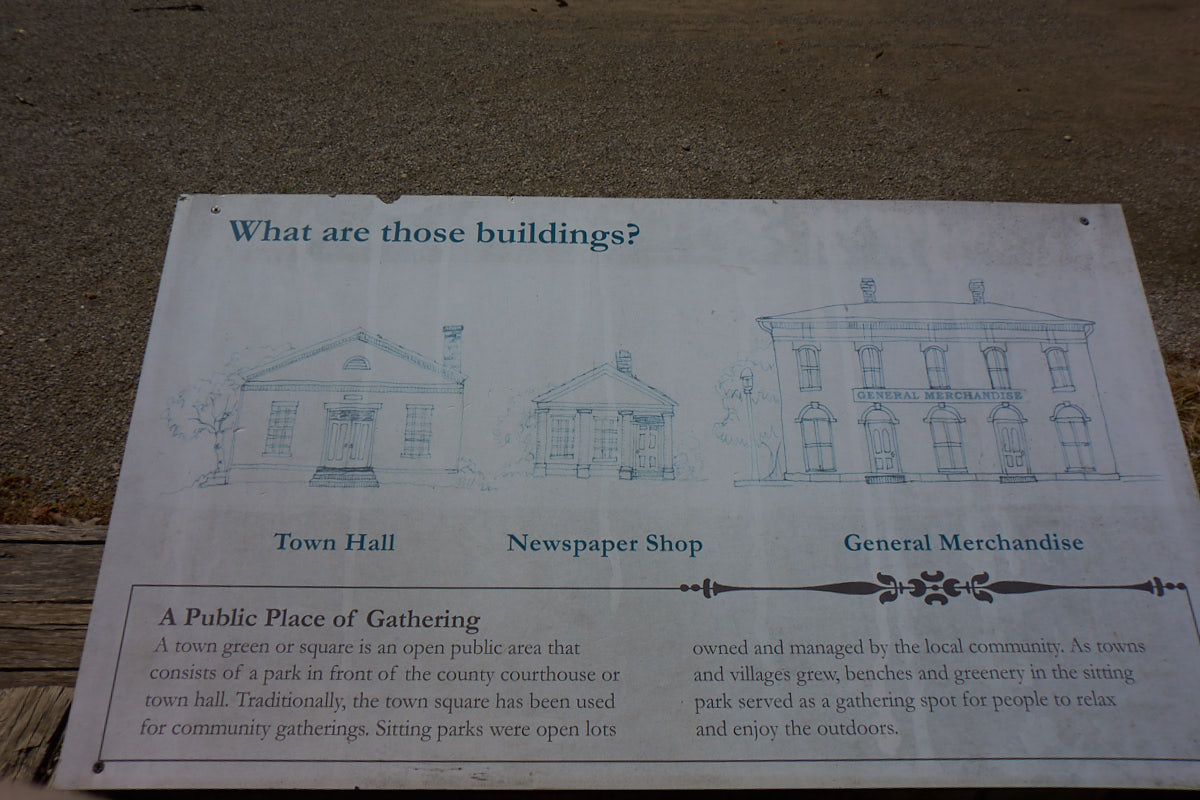 What are those buildings?
GENERAL MERCHANDISE
Town Hall
Newspaper Shop
General Merchandise
A Public Place of Gathering
A town green or square is an open public area that
consists of a park in front of the county courthouse or
town hall. Traditionally, the town square has been used
for community gatherings. Sitting parks were open lots
owned and managed by the local community. As towns
and villages grew, benches and greenery in the sitting
park served as a gathering spot for people to relax
and enjoy the outdoors.